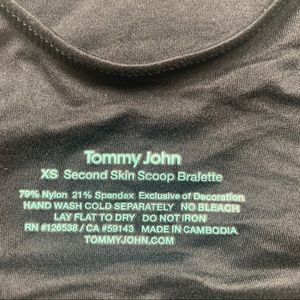 Tommy John
XS Second Skin Scoop Bralette
79% Nylon 21% Spandex Exclusive of Decoration
HAND WASH COLD SEPARATELY NO BLEACH
LAY FLAT TO DRY DO NOT IRON
RN #126538 / CA #59143 MADE IN CAMBODIA
TOMMYJOHN.COM